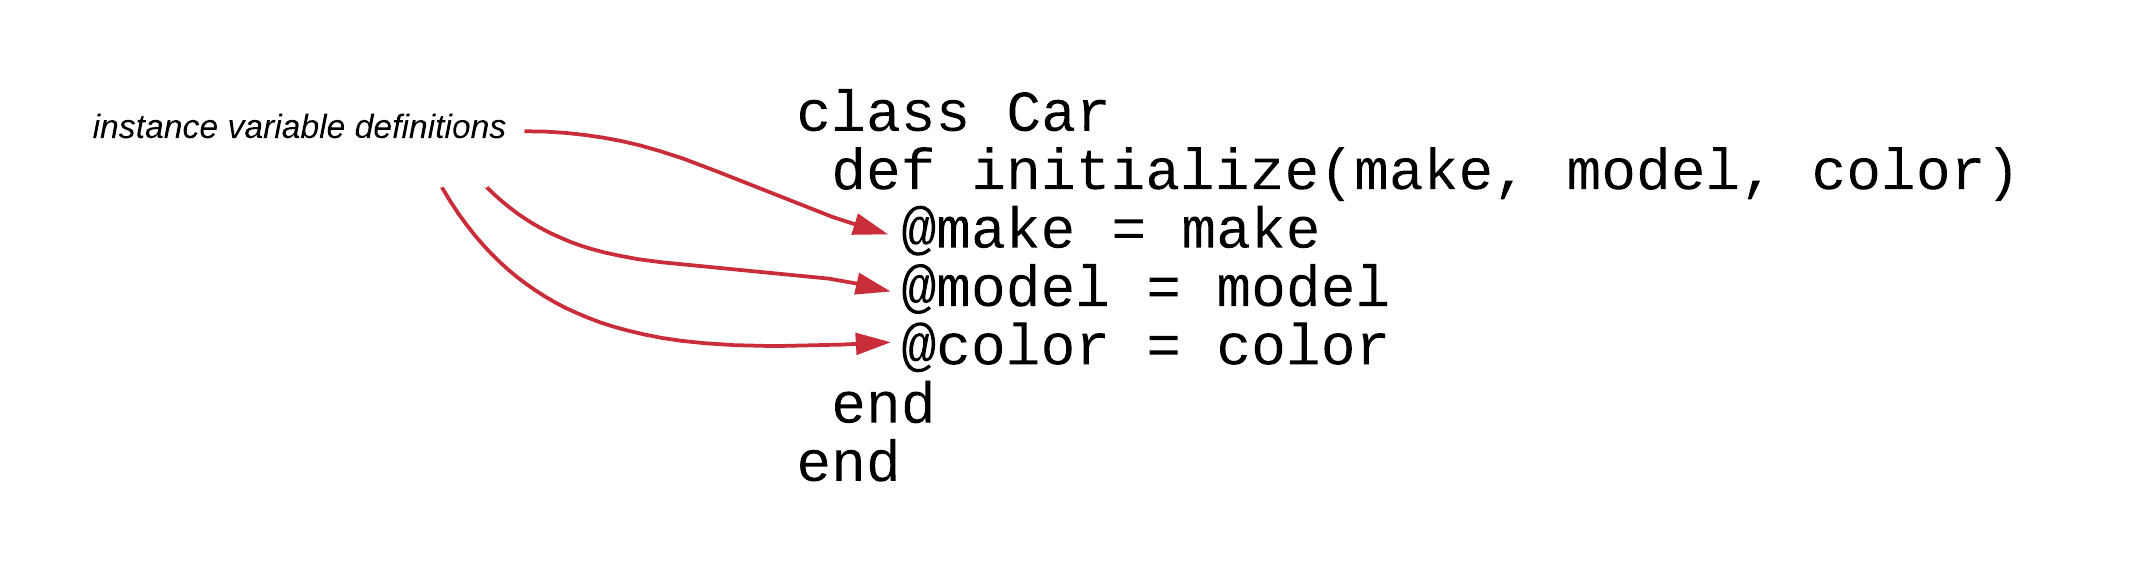 instance variable definitions
class Car
def initialize(make, model, color)
@make = make
@model = model
@color = color
end
end